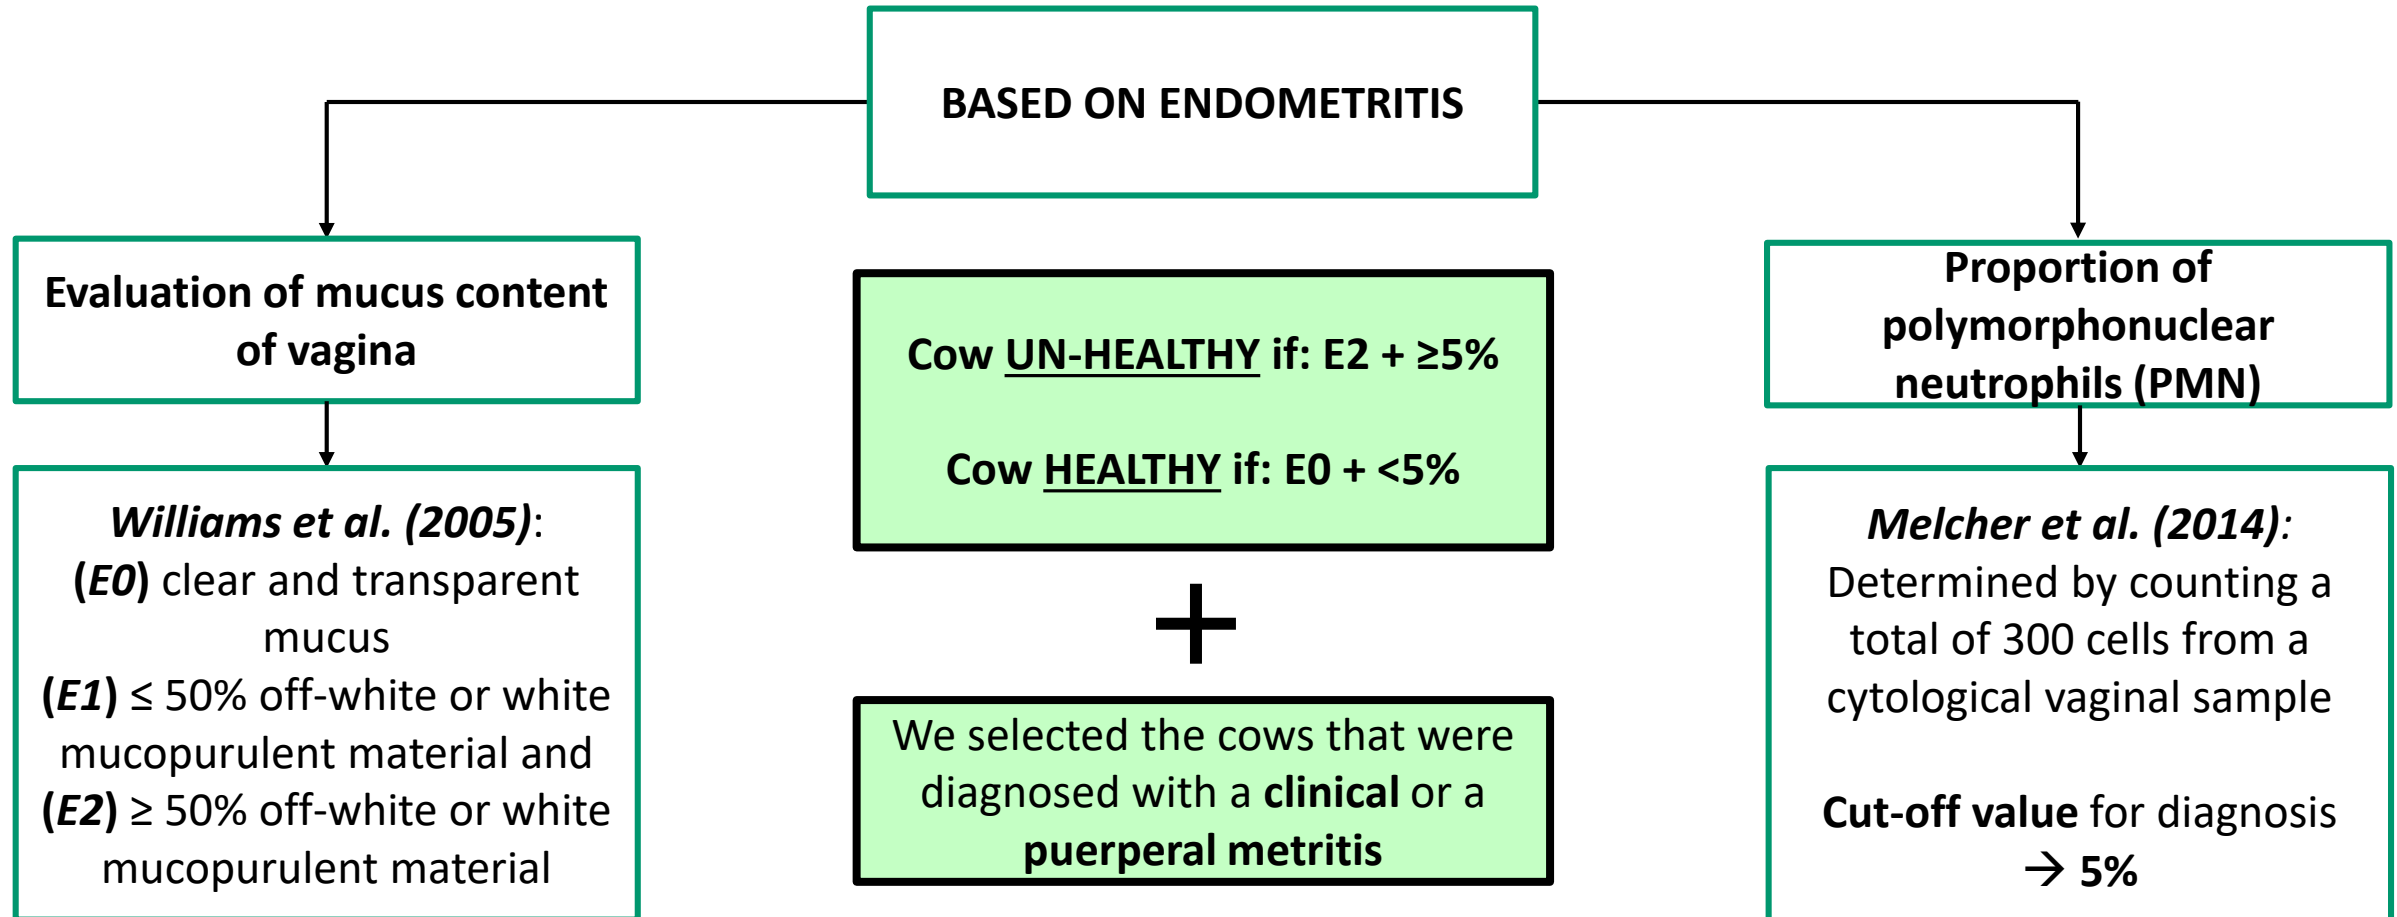 BASED ON ENDOMETRITIS
Evaluation of mucus content
of vagina
Williams et al. (2005):
(E0) clear and transparent
mucus
(E1) ≤ 50% off-white or white
mucopurulent material and
(E2) ≥ 50% off-white or white
mucopurulent material
Cow UN-HEALTHY if: E2 + ≥5%
Cow HEALTHY if: E0 + <5%
+
We selected the cows that were
diagnosed with a clinical or a
puerperal metritis
Proportion of
polymorphonuclear
neutrophils (PMN)
Melcher et al. (2014):
Determined by counting a
total of 300 cells from a
cytological vaginal sample
Cut-off value for diagnosis
→ 5%